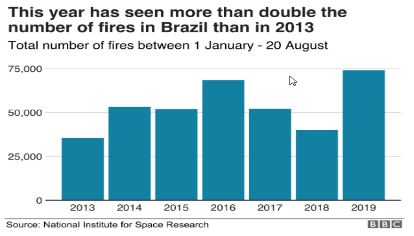 This year has seen more than double the
number of fires in Brazil than in 2013
Total number of fires between 1 January - 20 August
75,000
50,000
25,000
0
2013 2014 2015 2016 2017 2018 2019
Source: National Institute for Space Research
BBC